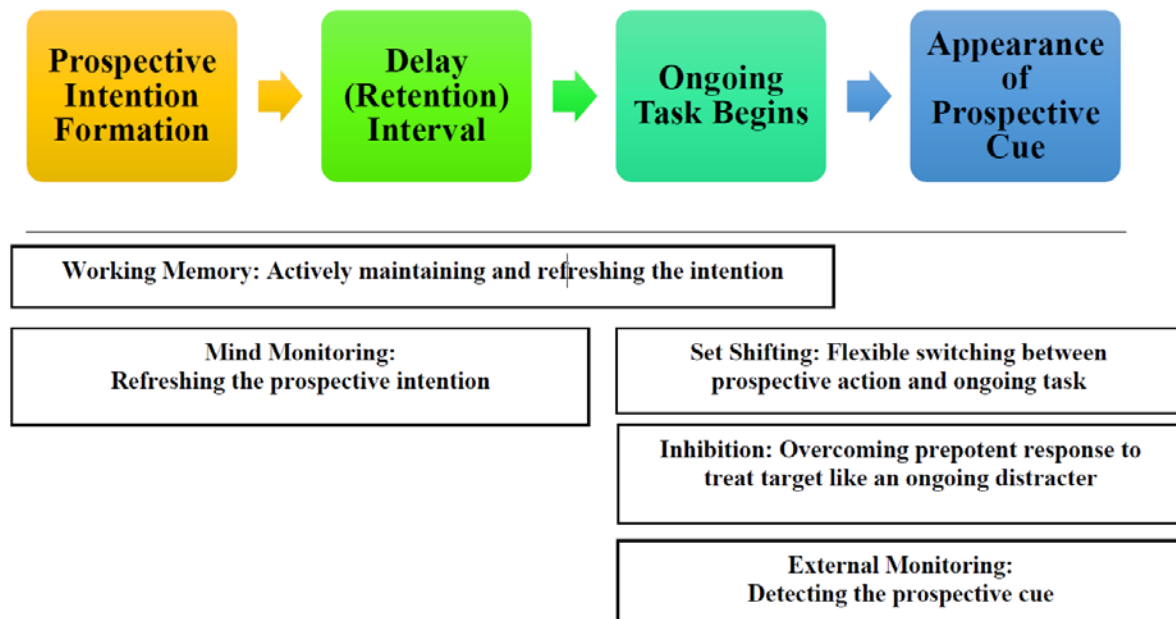 Prospective
Intention
Formation
Delay
(Retention)
Interval
Ongoing
Task Begins
Appearance
of
Prospective
Cue
Working Memory: Actively maintaining and refreshing the intention
Mind Monitoring:
Refreshing the prospective intention
Set Shifting: Flexible switching between
prospective action and ongoing task
Inhibition: Overcoming prepotent response to
treat target like an ongoing distracter
External Monitoring:
Detecting the prospective cue